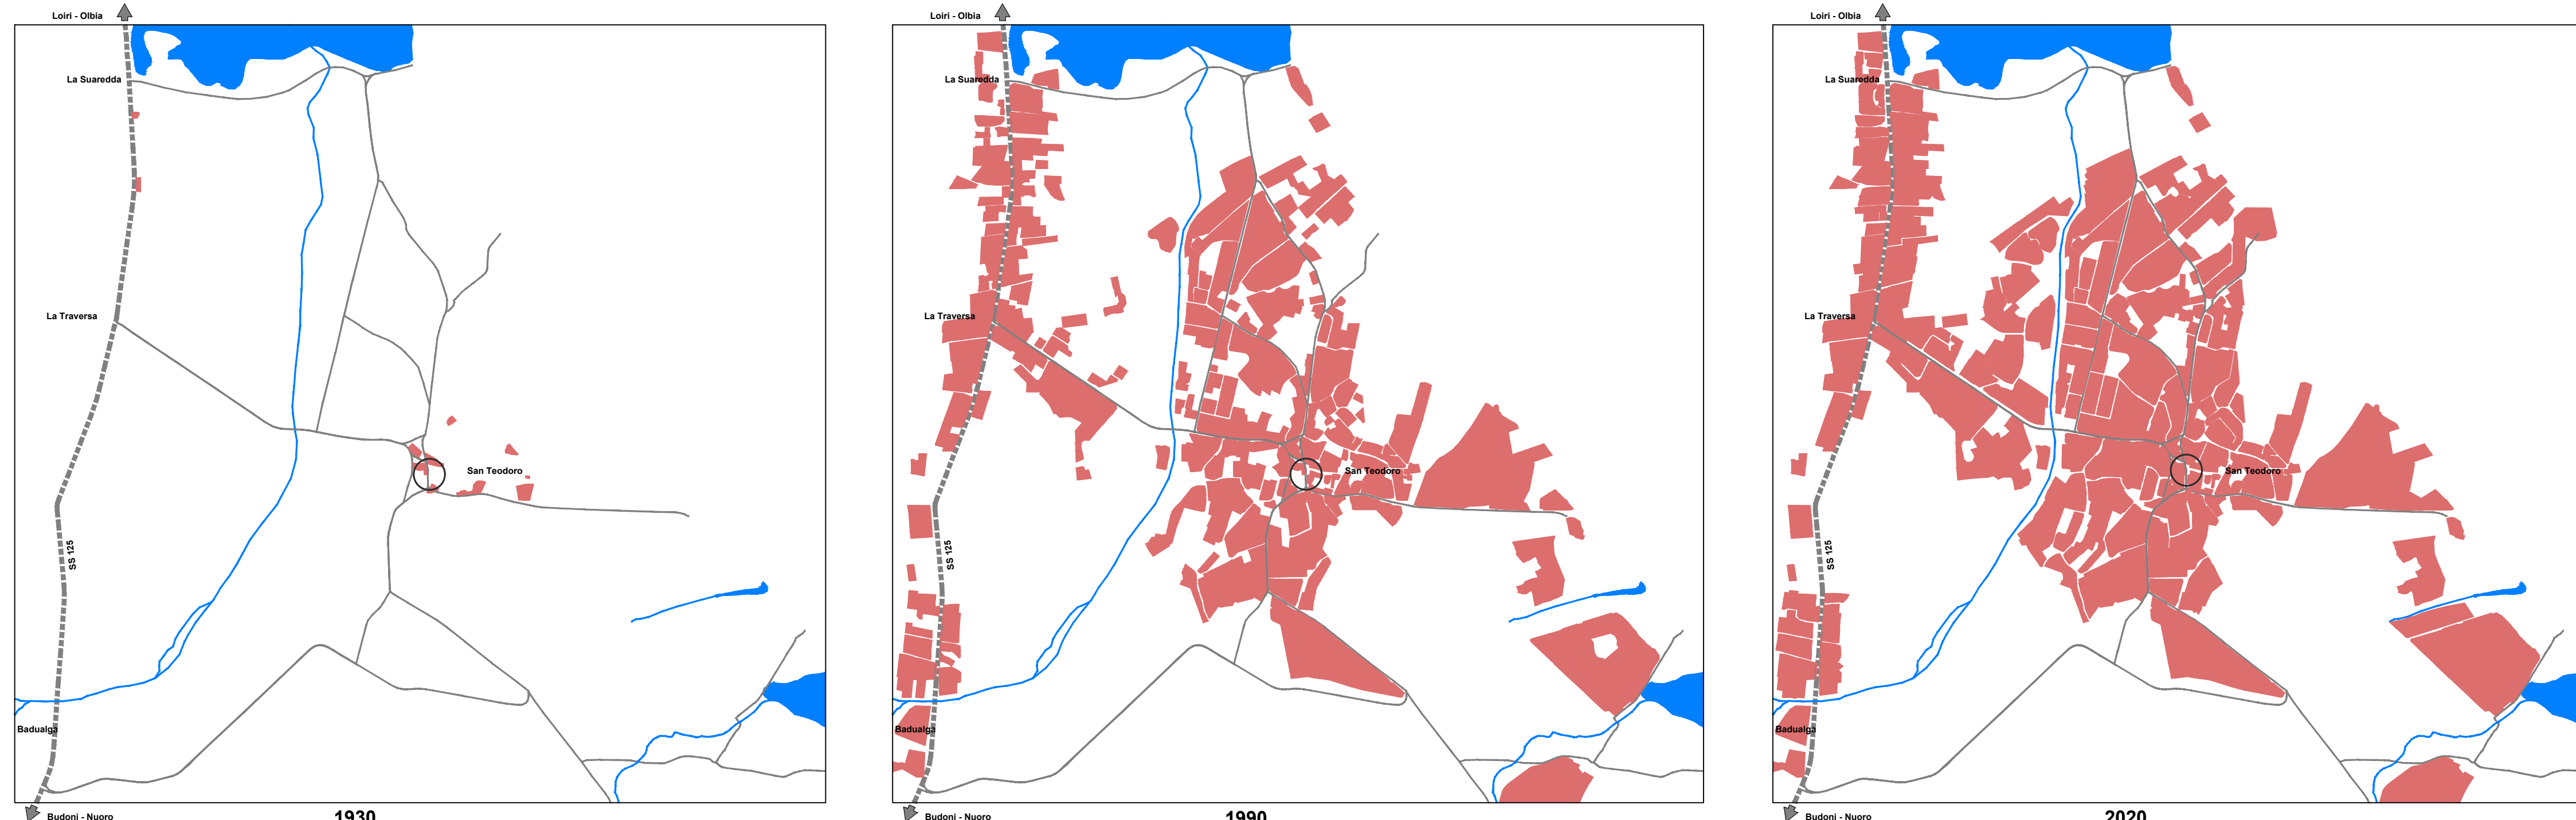 Loiri - Olbia
La Suaredda
La Traversa
San Teodoro
SS 125
Badualga
Budoni - Nuoro
1930
Loiri - Olbia
La Suaredda
La Traversa
San Teodoro
SS 125
Badualga
Budoni - Nuoro
1990
Loiri - Olbia
La Suaredda
La Traversa
San Teodoro
SS 125
Badualga
Budoni - Nuoro
2020